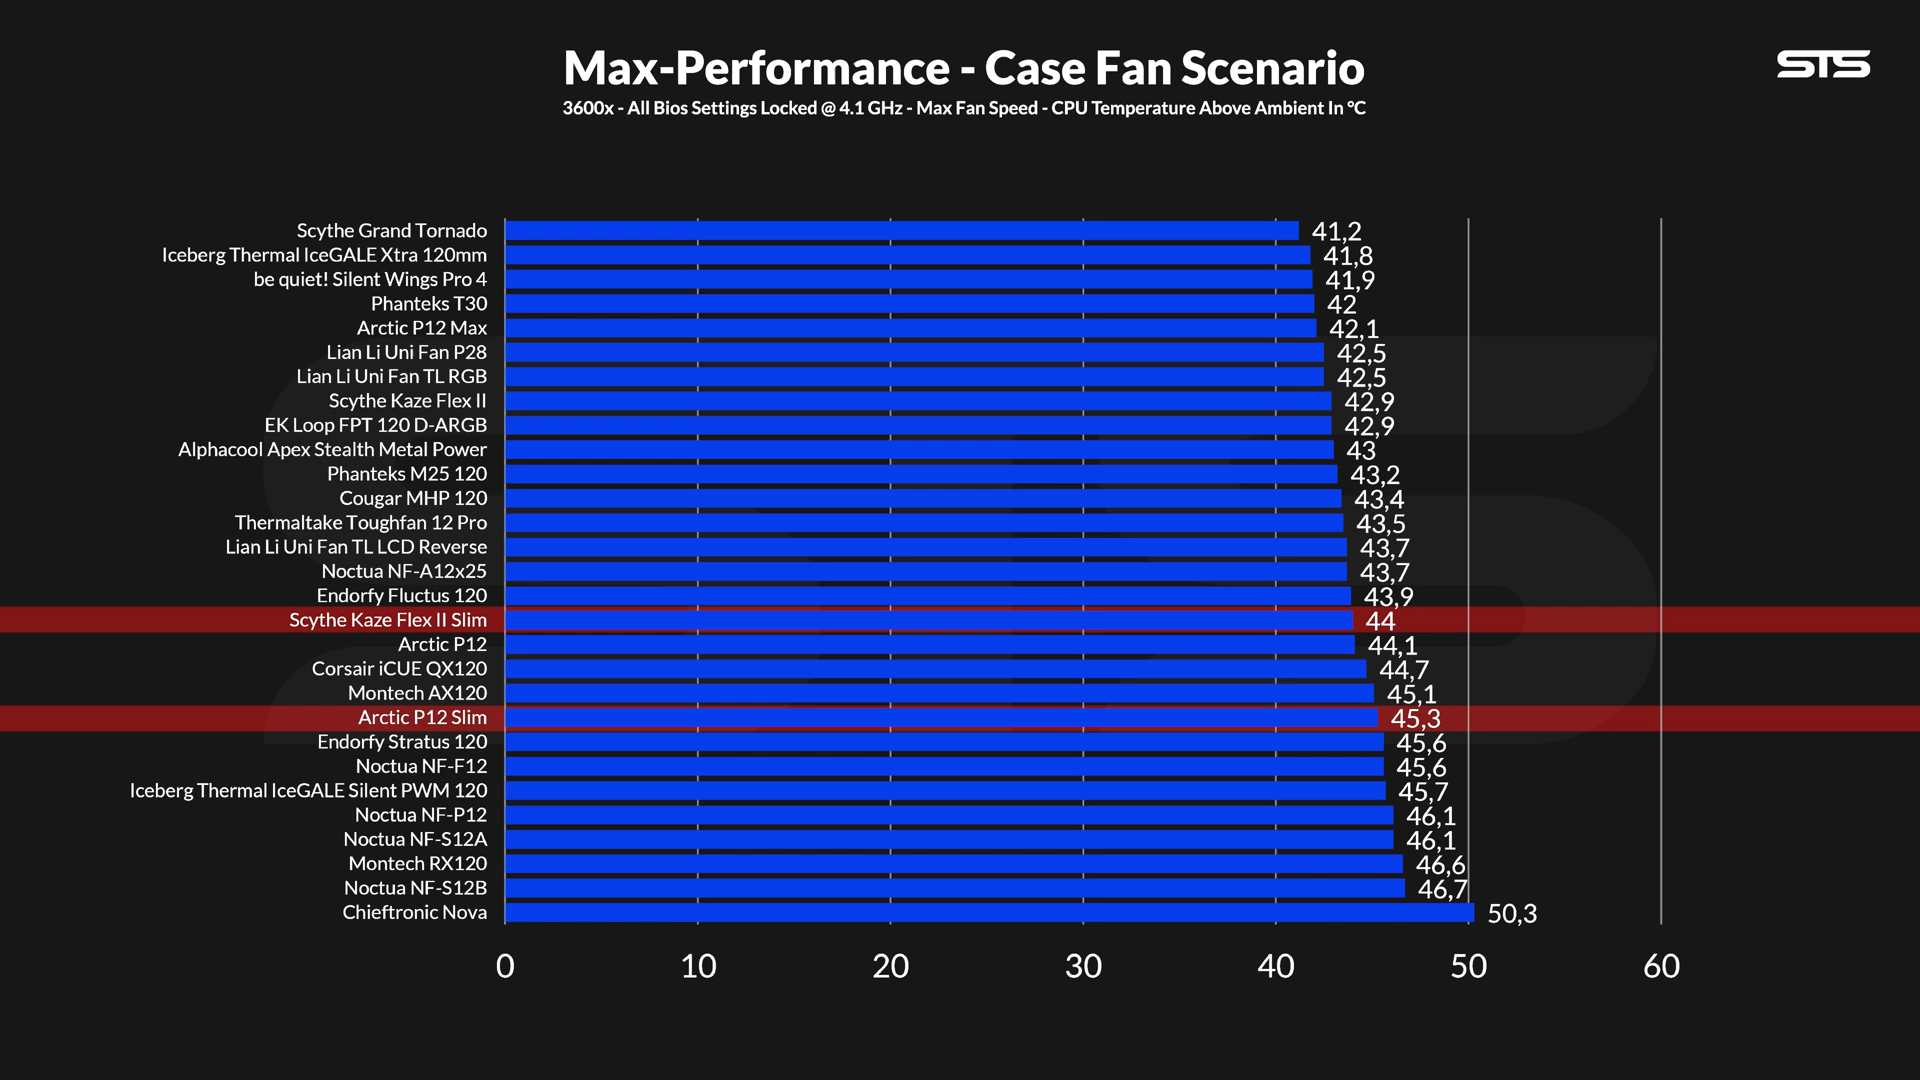 Max-Performance - Case Fan Scenario
STS
3600x - All Bios Settings Locked @ 4.1 GHz - Max Fan Speed - CPU Temperature Above Ambient In °C
Scythe Grand Tornado 41,2
Iceberg Thermal IceGALE Xtra 120mm 41,8
be quiet! Silent Wings Pro 4 41,9
Phanteks T30 42
Arctic P12 Max 42,1
Lian Li Uni Fan P28 42,5
Lian Li Uni Fan TL RGB 42,5
Scythe Kaze Flex II 42,9
EK Loop FPT 120 D-ARGB 42,9
Alphacool Apex Stealth Metal Power 43
Phanteks M25 120 43,2
Cougar MHP 120 43,4
Thermaltake Toughfan 12 Pro 43,5
Lian Li Uni Fan TL LCD Reverse 43,7
Noctua NF-A12x25 43,7
Endorfy Fluctus 120 43,9
Scythe Kaze Flex II Slim 44
Arctic P12 44,1
Corsair iCUE QX120 44,7
Montech AX120 45,1
Arctic P12 Slim 45,3
Endorfy Stratus 120 45,6
Noctua NF-F12 45,6
Iceberg Thermal IceGALE Silent PWM 120 45,7
Noctua NF-P12 46,1
Noctua NF-S12A 46,1
Montech RX120 46,6
Noctua NF-S12B 46,7
Chieftronic Nova 50,3
0 10 20 30 40 50 60